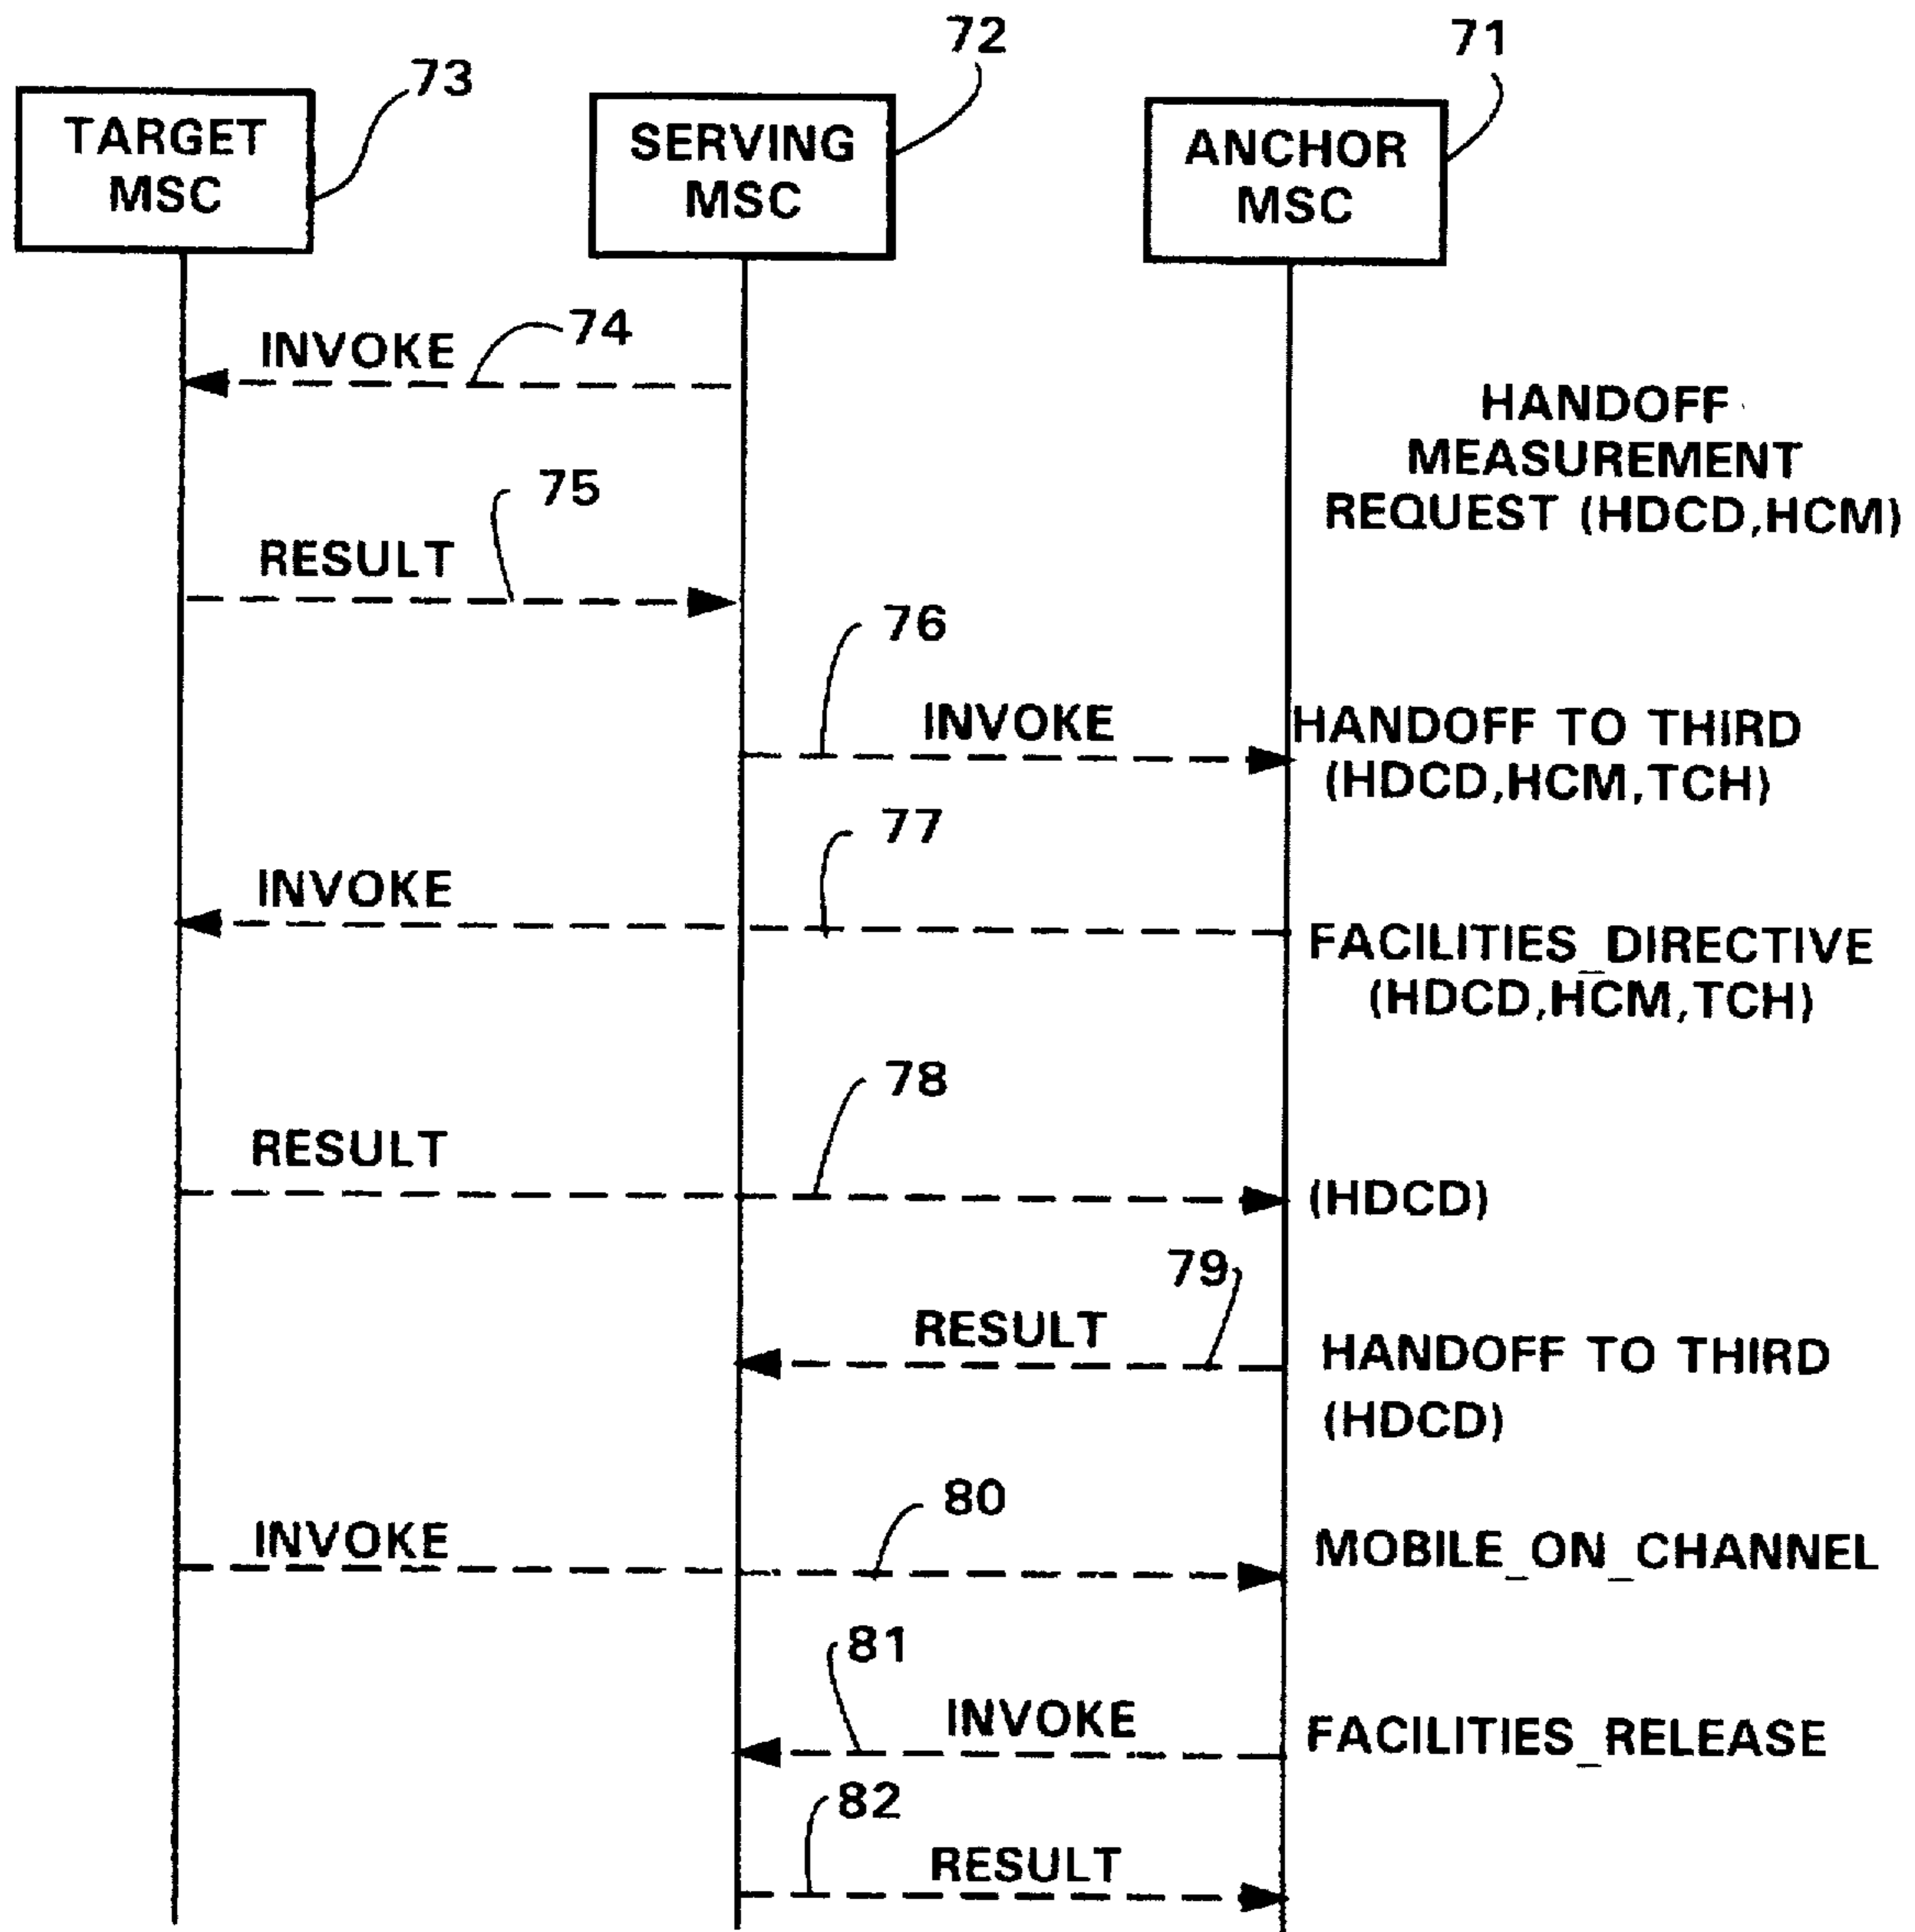 72
71
73
TARGET
MSC
SERVING
MSC
ANCHOR
MSC
74
INVOKE
HANDOFF
MEASUREMENT
REQUEST (HDCD,HCM)
75
RESULT
76
INVOKE
HANDOFF TO THIRD
(HDCD,HCM,TCH)
77
INVOKE
FACILITIES_DIRECTIVE
(HDCD,HCM,TCH)
78
RESULT
(HDCD)
79
RESULT
HANDOFF TO THIRD
(HDCD)
80
INVOKE
MOBILE_ON_CHANNEL
81
INVOKE
FACILITIES_RELEASE
82
RESULT